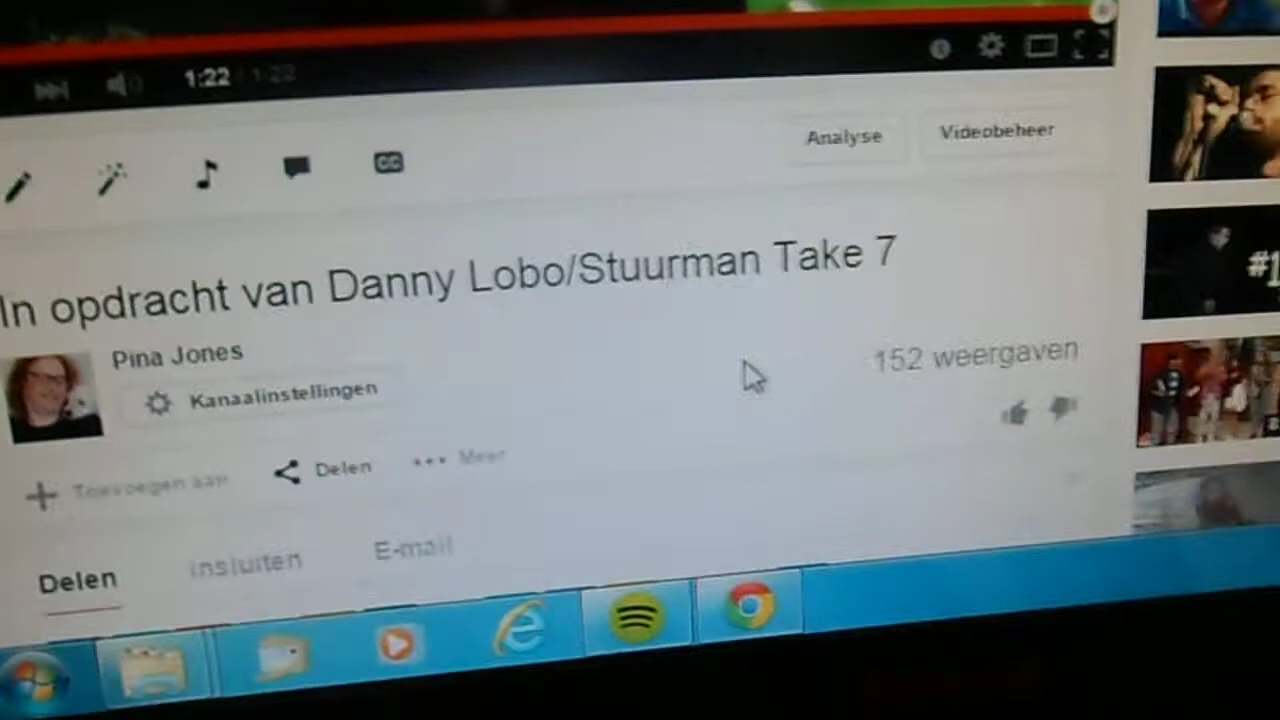 1:22 / 1:22
Analyse Videobeheer
CC
In opdracht van Danny Lobo/Stuurman Take 7
Pina Jones
Kanaalinstellingen
152 weergaven
Toevoegen aan Delen Meer
Delen Insluiten E-mail
#1